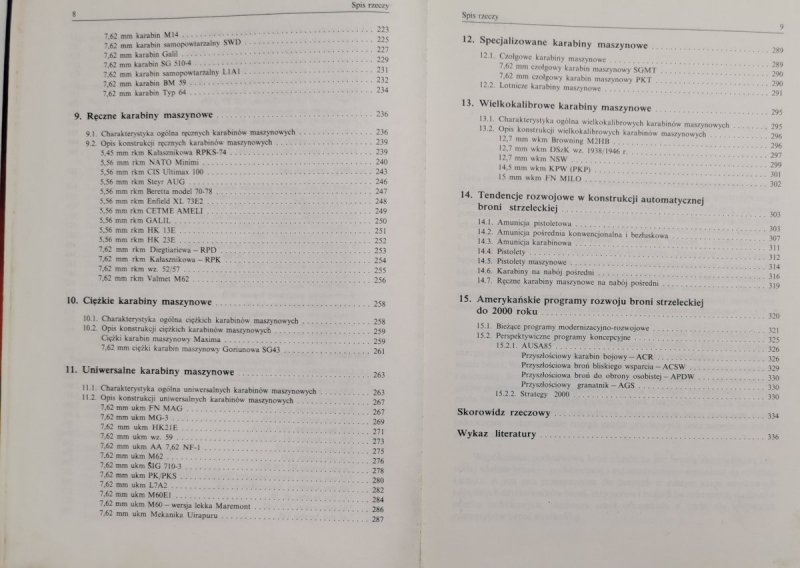 8
Spis rzeczy
7,62 mm karabin M14 223
7,62 mm karabin samopowtarzalny SWD 225
7,62 mm karabin Galil 227
7,62 mm karabin SG 510-4 229
7,62 mm karabin samopowtarzalny L1A1 231
7,62 mm karabin BM 59 232
7,62 mm karabin Typ 64 234
9. Ręczne karabiny maszynowe 236
9.1. Charakterystyka ogólna ręcznych karabinów maszynowych 236
9.2. Opis konstrukcji ręcznych karabinów maszynowych 239
5,45 mm rkm Kałasznikowa RPKS-74 239
5,56 mm rkm NATO Minimi 240
5,56 mm rkm CIS Ultimax 100 243
5,56 mm rkm Steyr AUG 246
5,56 mm rkm Beretta model 70-78 247
5,56 mm rkm Enfield XL 73E2 248
5,56 mm rkm CETME AMELI 249
5,56 mm rkm GALIL 250
5,56 mm rkm HK 13E 251
5,56 mm rkm HK 23E 252
7,62 mm rkm Diegtiariewa – RPD 253
7,62 mm rkm Kałasznikowa – RPK 254
7,62 mm rkm wz. 52/57 255
7,62 mm rkm Valmet M62 256
10. Ciężkie karabiny maszynowe 258
10.1. Charakterystyka ogólna ciężkich karabinów maszynowych 258
10.2. Opis konstrukcji ciężkich karabinów maszynowych 259
Ciężki karabin maszynowy Maxima 259
7,62 mm ciężki karabin maszynowy Goriunowa SG43 261
11. Uniwersalne karabiny maszynowe 263
11.1. Charakterystyka ogólna uniwersalnych karabinów maszynowych 263
11.2. Opis konstrukcji uniwersalnych karabinów maszynowych 267
7,62 mm ukm FN MAG 267
7,62 mm ukm MG-3 269
7,62 mm ukm HK21E 271
7,62 mm ukm wz. 59 273
7,62 mm ukm AA 7,62 NF-1 275
7,62 mm ukm M62 276
7,62 mm ukm SIG 710-3 278
7,62 mm ukm PK/PKS 280
7,62 mm ukm L7A2 282
7,62 mm ukm M60E1 284
7,62 mm ukm M60 – wersja lekka Maremont 286
7,62 mm ukm Mekanika Uirapuru 287
Spis rzeczy
9
12. Specjalizowane karabiny maszynowe 289
12.1. Czołgowe karabiny maszynowe 289
7,62 mm czołgowy karabin maszynowy SGMT 290
7,62 mm czołgowy karabin maszynowy PKT 290
12.2. Lotnicze karabiny maszynowe 291
13. Wielkokalibrowe karabiny maszynowe 295
13.1. Charakterystyka ogólna wielkokalibrowych karabinów maszynowych 295
13.2. Opis konstrukcji wielkokalibrowych karabinów maszynowych 296
12,7 mm wkm Browning M2HB 296
12,7 mm wkm DSzK wz. 1938/1946 r. 297
12,7 mm wkm NSW 299
14,5 mm wkm KPW (PKP) 301
15 mm wkm FN MILO 302
14. Tendencje rozwojowe w konstrukcji automatycznej
broni strzeleckiej 303
14.1. Amunicja pistoletowa 303
14.2. Amunicja pośrednia konwencjonalna i bezłuskowa 307
14.3. Amunicja karabinowa 311
14.4. Pistolety 312
14.5. Pistolety maszynowe 314
14.6. Karabiny na nabój pośredni 316
14.7. Ręczne karabiny maszynowe na nabój pośredni 319
15. Amerykańskie programy rozwoju broni strzeleckiej
do 2000 roku 320
15.1. Bieżące programy modernizacyjno-rozwojowe 321
15.2. Perspektywiczne programy koncepcyjne 325
15.2.1. AUSA85 326
Przyszłościowy karabin bojowy – ACR 326
Przyszłościowa broń bliskiego wsparcia – ACSW 329
Przyszłościowa broń do obrony osobistej – APDW 330
Przyszłościowy granatnik – AGS 330
15.2.2. Strategy 2000 330
Skorowidz rzeczowy 334
Wykaz literatury 336